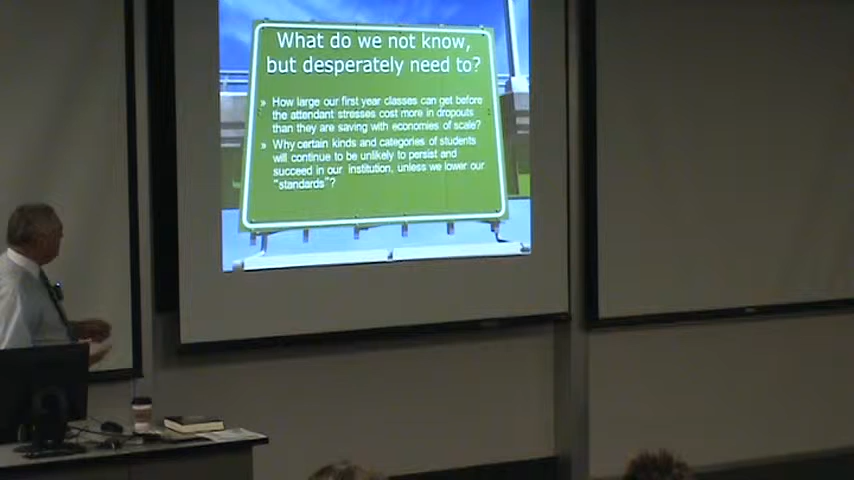 What do we not know,
but desperately need to?
» How large our first year classes can get before
the attendant stresses cost more in dropouts
than they are saving with economies of scale?
» Why certain kinds and categories of students
will continue to be unlikely to persist and
succeed in our institution, unless we lower our
"standards"?